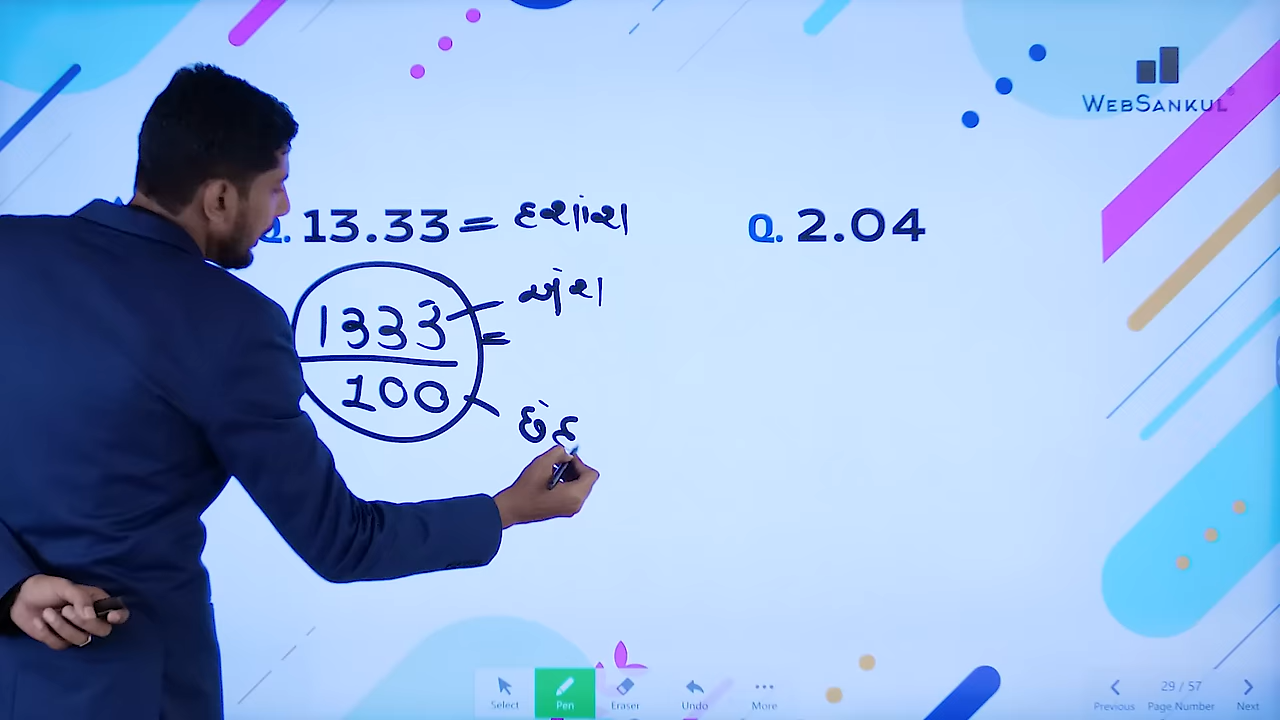 WEBSANKUL
Q. 13.33 = દશાંશ
Q. 2.04
1333 - અંશ
=
100 - છેદ
Select
Pen
Eraser
Undo
More
Previous
29 / 57
Page Number
Next